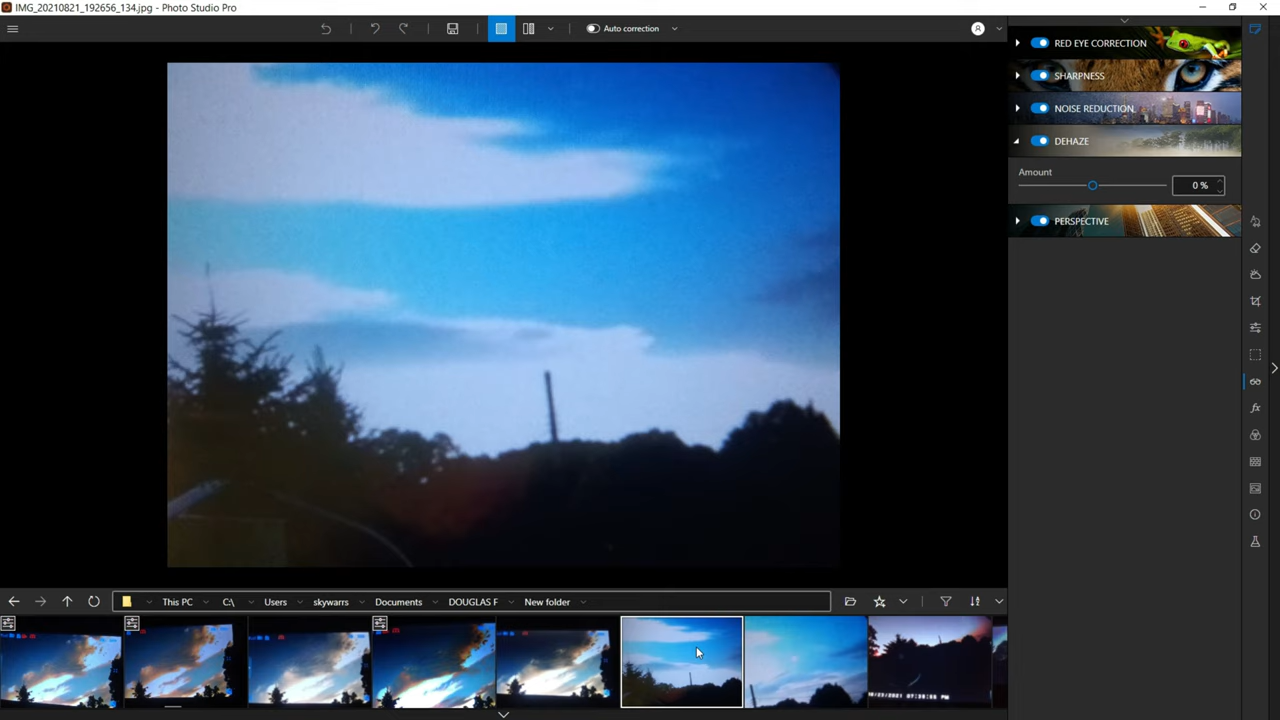 IMG_20210821_192656_134.jpg - Photo Studio Pro
Auto correction
RED EYE CORRECTION
SHARPNESS
NOISE REDUCTION
DEHAZE
Amount
0 %
PERSPECTIVE
fx
This PC
C:\
Users
skywarrs
Documents
DOUGLAS F
New folder